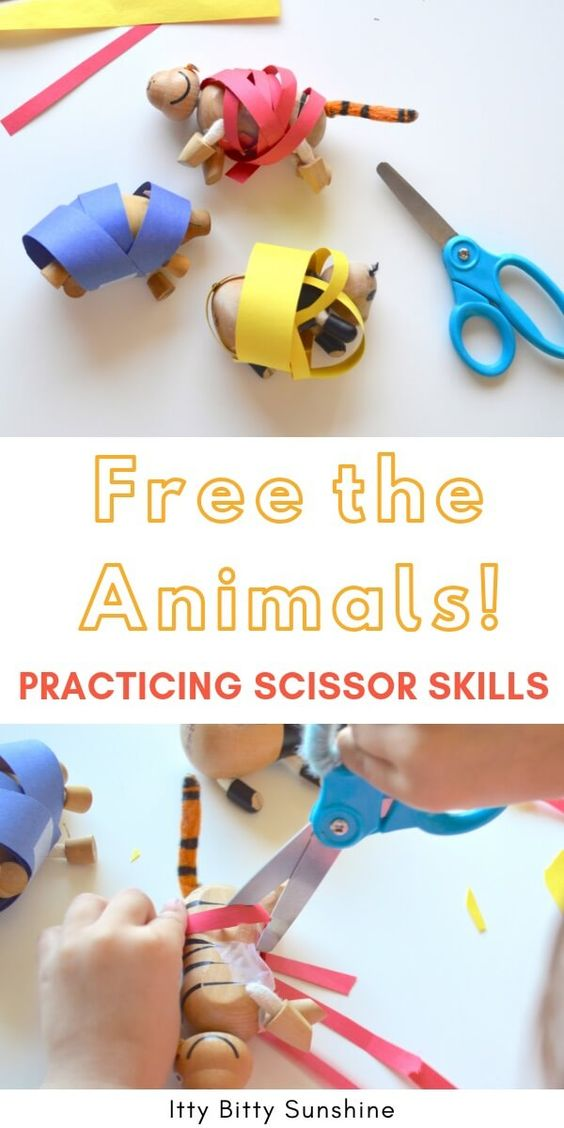 Free the
Animals!
PRACTICING SCISSOR SKILLS
Itty Bitty Sunshine